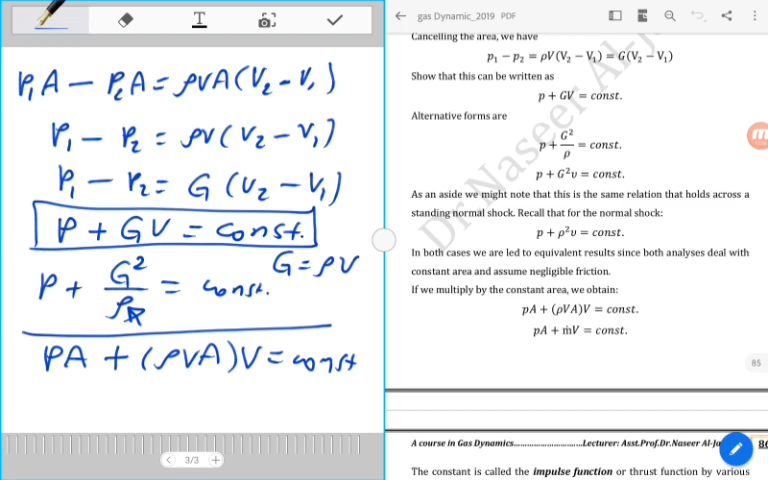 P₁A − P₂A = ρVA(V₂ − V₁)
P₁ − P₂ = ρV(V₂ − V₁)
P₁ − P₂ = G (V₂ − V₁)
P + GV = const.
G = ρV
P + G²/ρ = const.
PA + (ρVA)V = const
3/3
gas Dynamic_2019 PDF
Cancelling the area, we have
p₁ − p₂ = ρV(V₂ − V₁) = G(V₂ − V₁)
Show that this can be written as
p + GV = const.
Alternative forms are
p + G²/ρ = const.
p + G²υ = const.
As an aside we might note that this is the same relation that holds across a
standing normal shock. Recall that for the normal shock:
p + ρ²υ = const.
In both cases we are led to equivalent results since both analyses deal with
constant area and assume negligible friction.
If we multiply by the constant area, we obtain:
pA + (ρVA)V = const.
pA + ṁV = const.
85
A course in Gas Dynamics……………………….…Lecturer: Asst.Prof.Dr.Naseer Al-Ja
The constant is called the impulse function or thrust function by various
Dr.Naseer Al-J